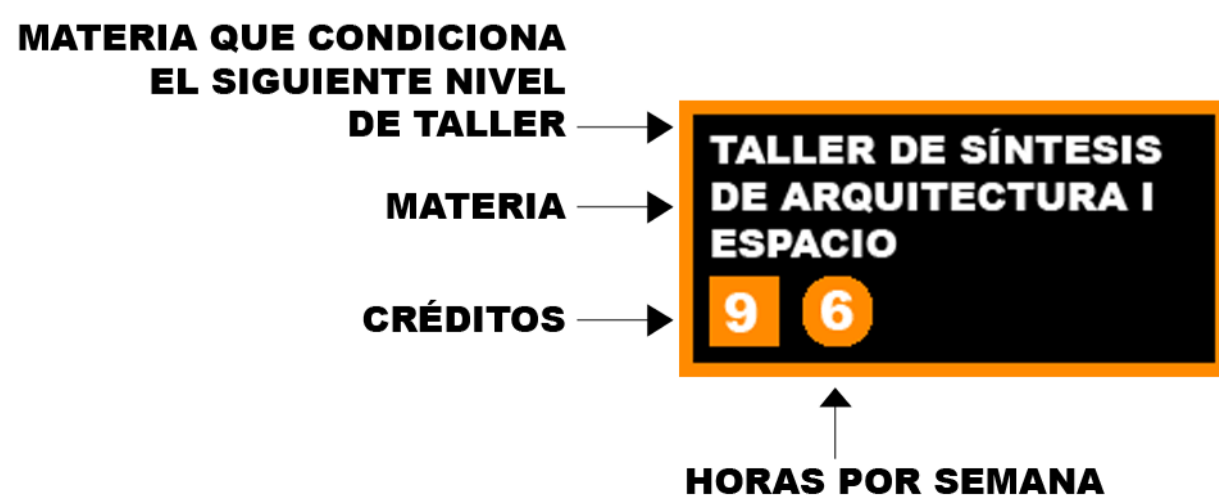 MATERIA QUE CONDICIONA
EL SIGUIENTE NIVEL
DE TALLER
MATERIA
CRÉDITOS
TALLER DE SÍNTESIS
DE ARQUITECTURA I
ESPACIO
9 6
HORAS POR SEMANA